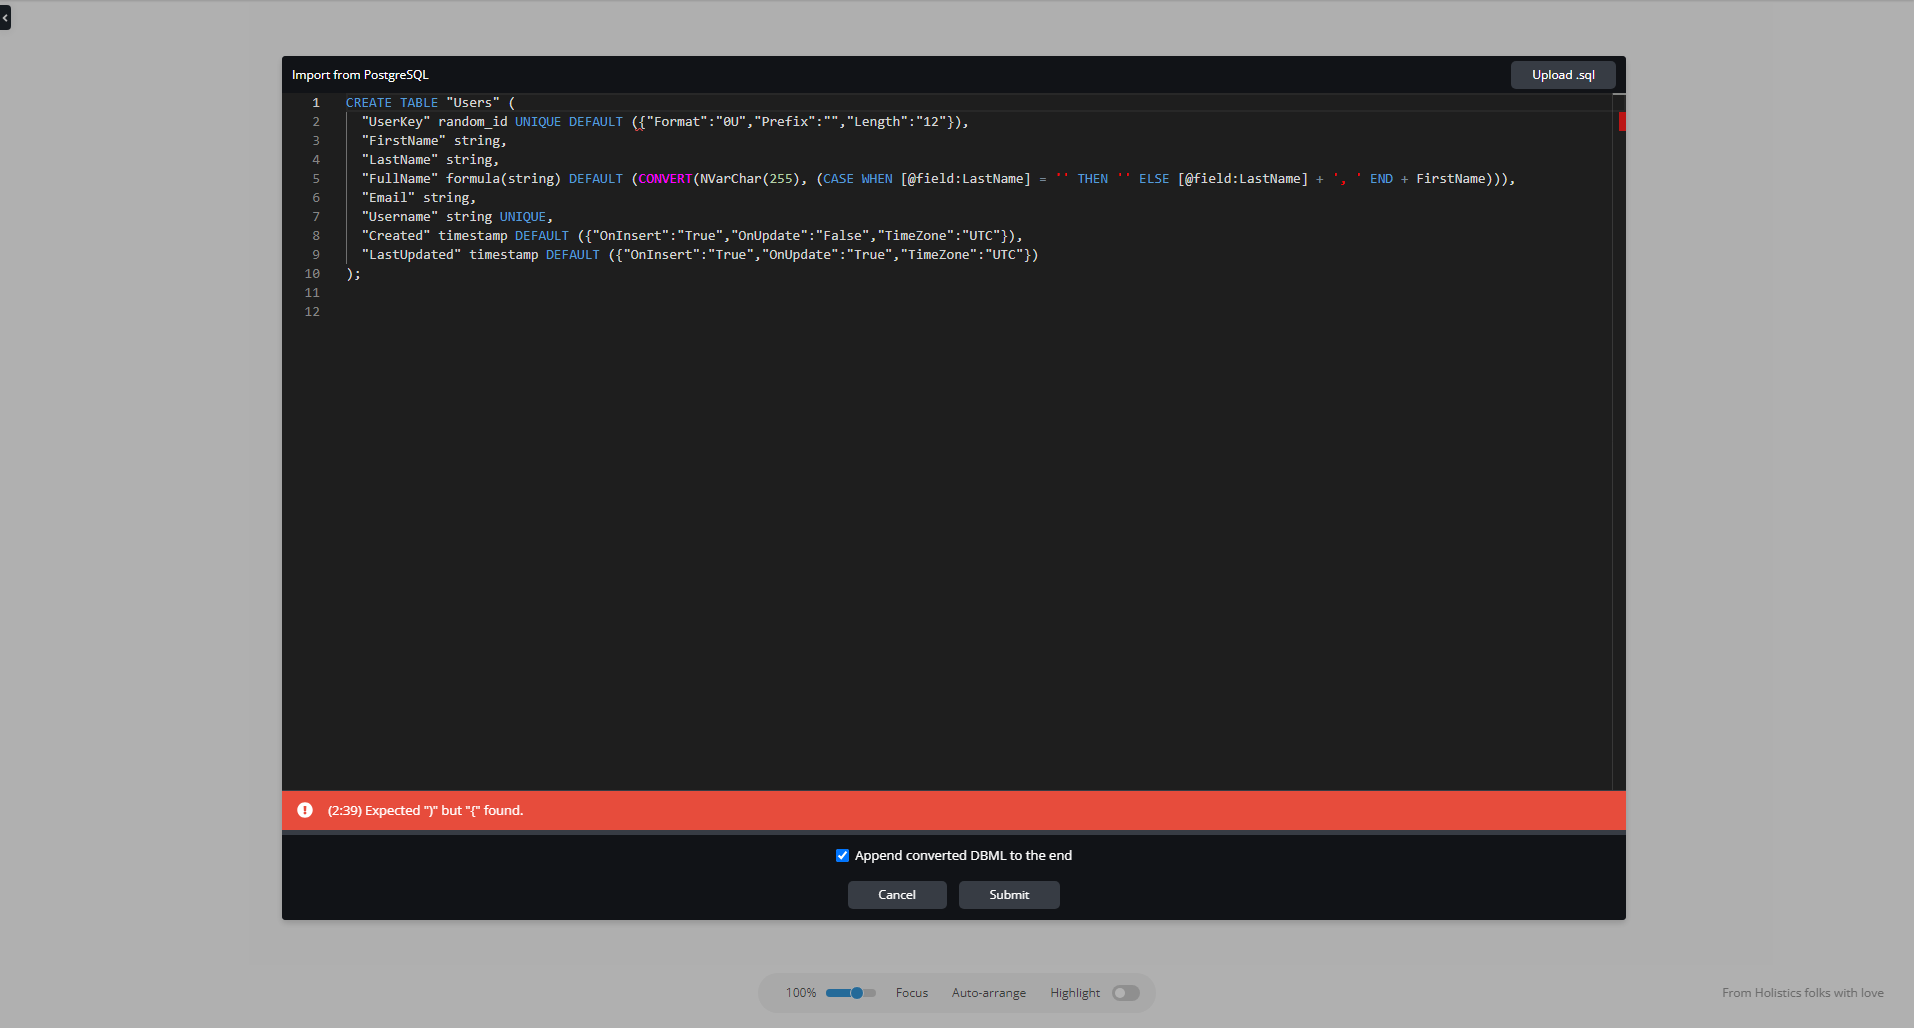 Import from PostgreSQL
Upload .sql
1 CREATE TABLE "Users" (
2 "UserKey" random_id UNIQUE DEFAULT ({"Format":"0U","Prefix":"","Length":"12"}),
3 "FirstName" string,
4 "LastName" string,
5 "FullName" formula(string) DEFAULT (CONVERT(NVarChar(255), (CASE WHEN [@field:LastName] = '' THEN '' ELSE [@field:LastName] + ', ' END + FirstName))),
6 "Email" string,
7 "Username" string UNIQUE,
8 "Created" timestamp DEFAULT ({"OnInsert":"True","OnUpdate":"False","TimeZone":"UTC"}),
9 "LastUpdated" timestamp DEFAULT ({"OnInsert":"True","OnUpdate":"True","TimeZone":"UTC"})
10 );
11
12
(2:39) Expected ")" but "{" found.
Append converted DBML to the end
Cancel
Submit
100% Focus Auto-arrange Highlight
From Holistics folks with love